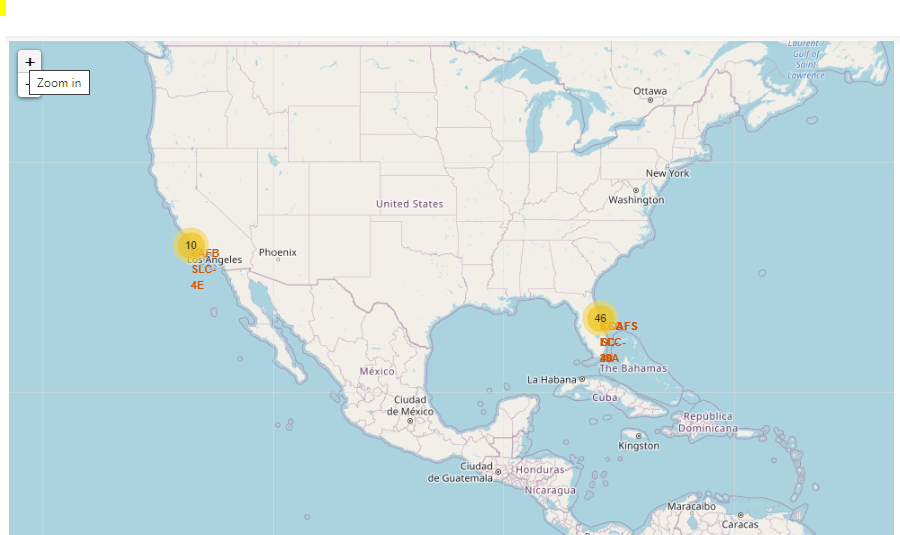 Laurent
Gulf of
Saint
Lawrence
+
-
Zoom in
Ottawa
New York
Washington
United States
10
VAFB
SLC-
4E
Los Angeles
Phoenix
46
The Bahamas
La Habana
México
Cuba
Ciudad
de México
República
Dominicana
Kingston
Ciudad
de Guatemala
Honduras
Nicaragua
Maracaibo
Caracas